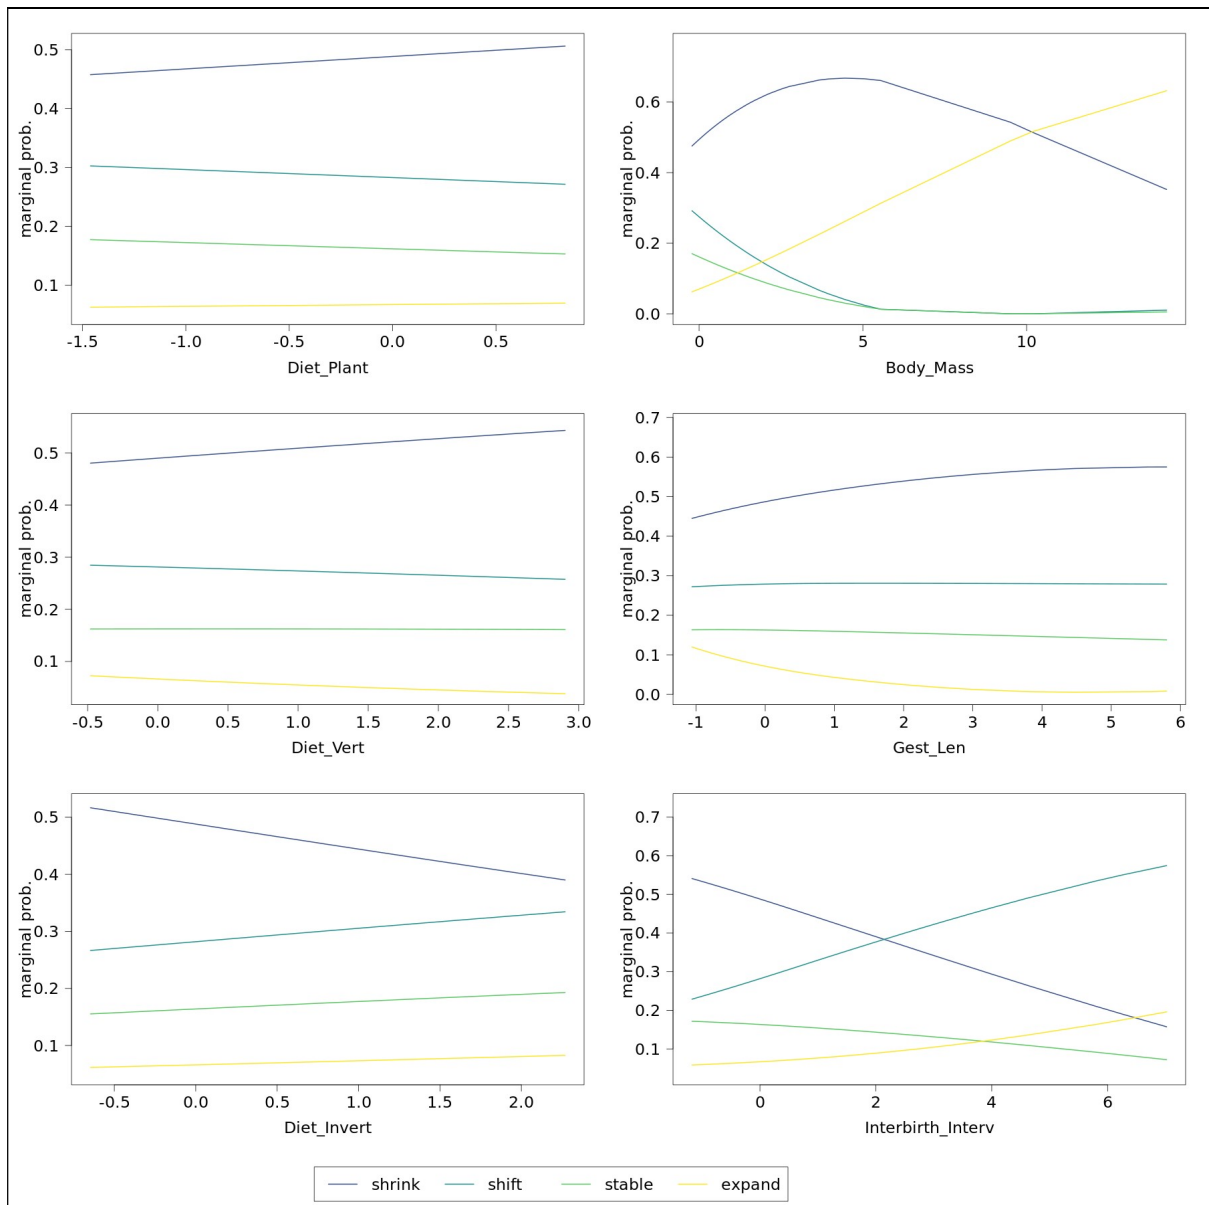 marginal prob.
0.5
0.4
0.3
0.2
0.1
-1.5 -1.0 -0.5 0.0 0.5
Diet_Plant
marginal prob.
0.6
0.4
0.2
0.0
0 5 10
Body_Mass
marginal prob.
0.5
0.4
0.3
0.2
0.1
-0.5 0.0 0.5 1.0 1.5 2.0 2.5 3.0
Diet_Vert
marginal prob.
0.7
0.6
0.5
0.4
0.3
0.2
0.1
0.0
-1 0 1 2 3 4 5 6
Gest_Len
marginal prob.
0.5
0.4
0.3
0.2
0.1
-0.5 0.0 0.5 1.0 1.5 2.0
Diet_Invert
marginal prob.
0.7
0.6
0.5
0.4
0.3
0.2
0.1
0 2 4 6
Interbirth_Interv
shrink shift stable expand